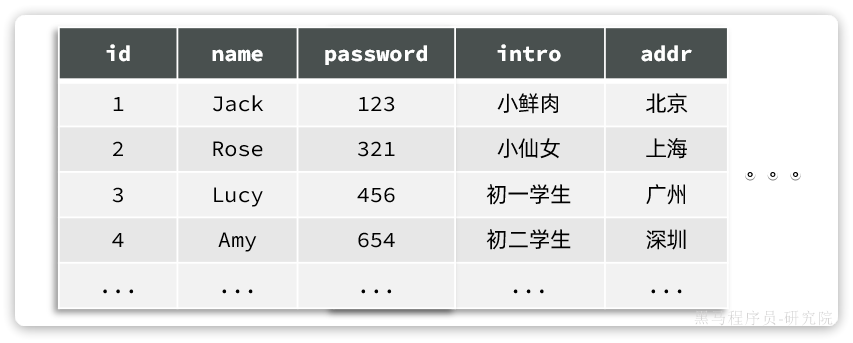 id name password intro addr
1 Jack 123 小鲜肉 北京
2 Rose 321 小仙女 上海
3 Lucy 456 初一学生 广州
4 Amy 654 初二学生 深圳
... ... ... ... ...
。。。
黑马程序员-研究院